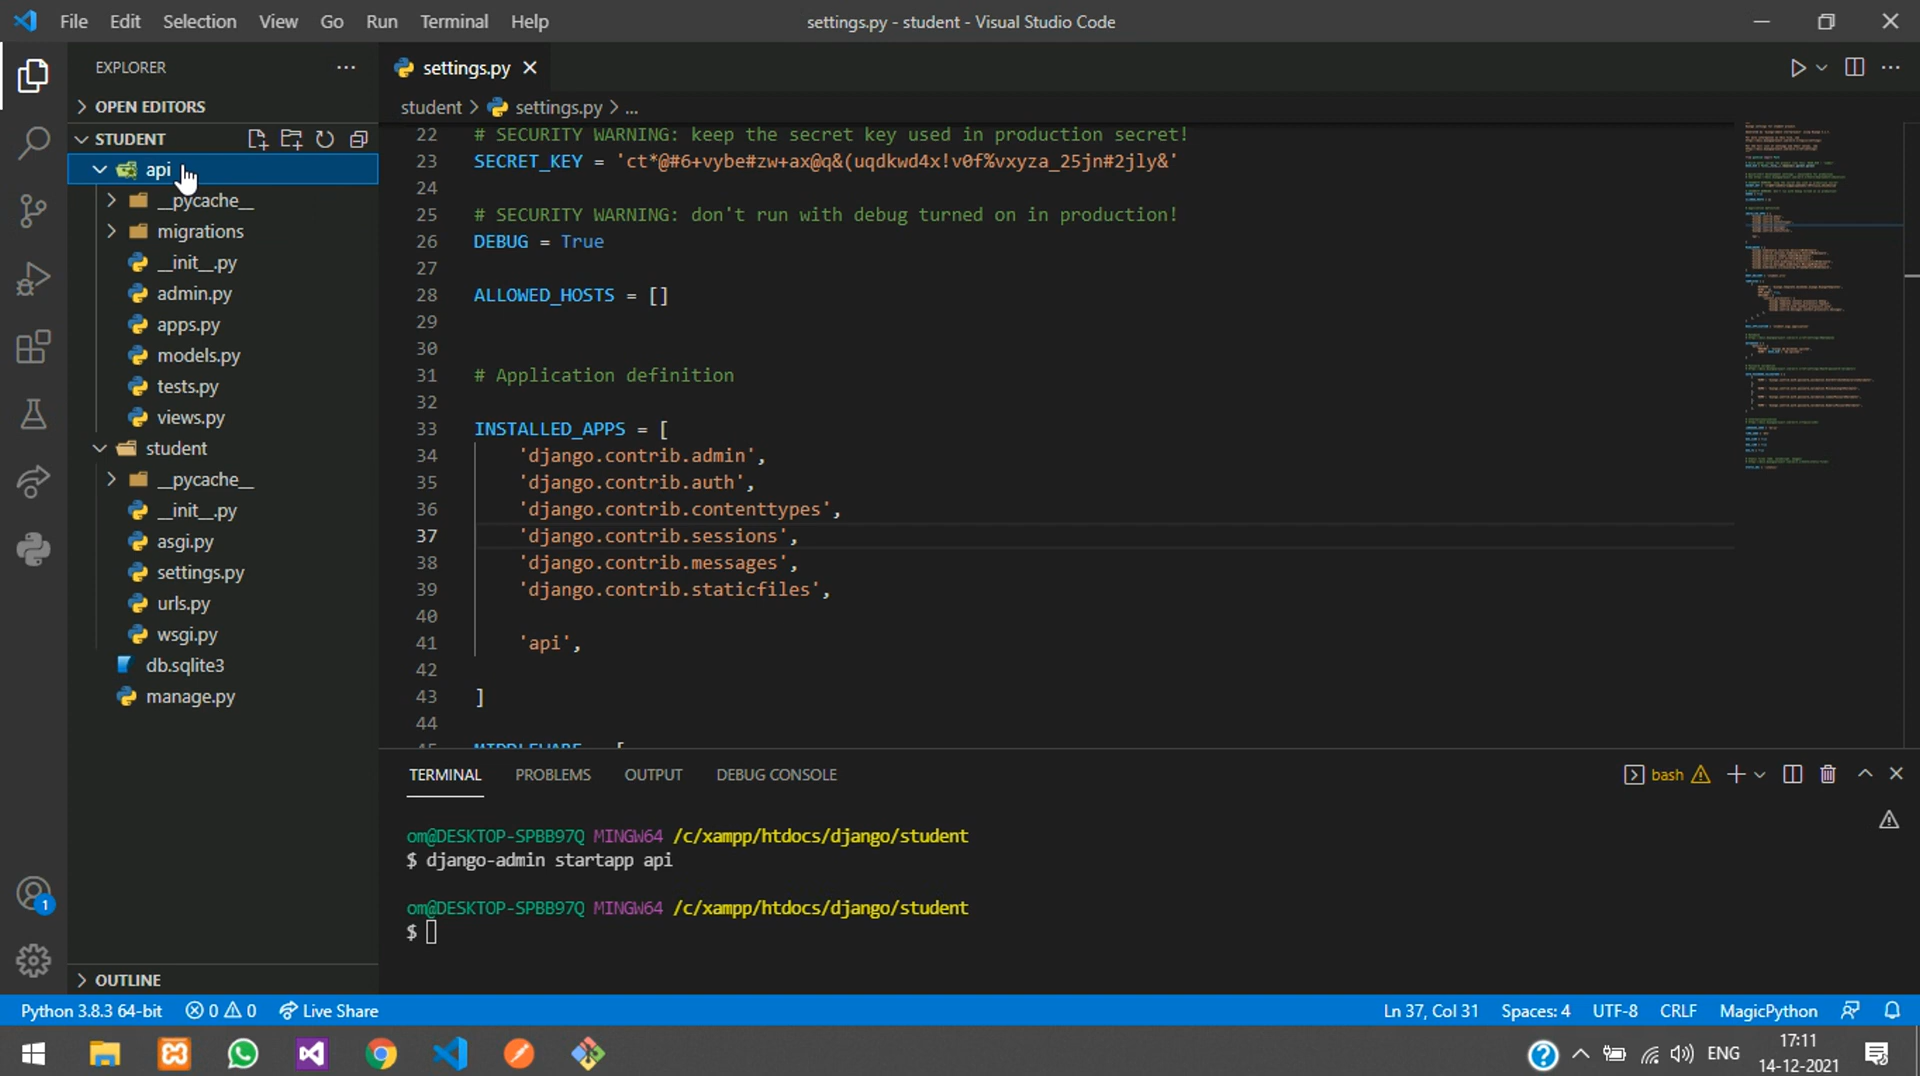 File Edit Selection View Go Run Terminal Help
settings.py - student - Visual Studio Code
EXPLORER
OPEN EDITORS
STUDENT
api
__pycache__
migrations
__init__.py
admin.py
apps.py
models.py
tests.py
views.py
student
__pycache__
__init__.py
asgi.py
settings.py
urls.py
wsgi.py
db.sqlite3
manage.py
OUTLINE
settings.py
student > settings.py > ...
22 # SECURITY WARNING: keep the secret key used in production secret!
23 SECRET_KEY = 'ct*@#6+vybe#zw+ax@q&(uqdkwd4x!v0f%vxyza_25jn#2jly&'
24
25 # SECURITY WARNING: don't run with debug turned on in production!
26 DEBUG = True
27
28 ALLOWED_HOSTS = []
29
30
31 # Application definition
32
33 INSTALLED_APPS = [
34 'django.contrib.admin',
35 'django.contrib.auth',
36 'django.contrib.contenttypes',
37 'django.contrib.sessions',
38 'django.contrib.messages',
39 'django.contrib.staticfiles',
40
41 'api',
42
43 ]
44
45 MIDDLEWARE = [
TERMINAL PROBLEMS OUTPUT DEBUG CONSOLE
bash
om@DESKTOP-SPBB97Q MINGW64 /c/xampp/htdocs/django/student
$ django-admin startapp api
om@DESKTOP-SPBB97Q MINGW64 /c/xampp/htdocs/django/student
$
1
Python 3.8.3 64-bit 0 0 Live Share
Ln 37, Col 31 Spaces: 4 UTF-8 CRLF MagicPython
ENG
17:11
14-12-2021